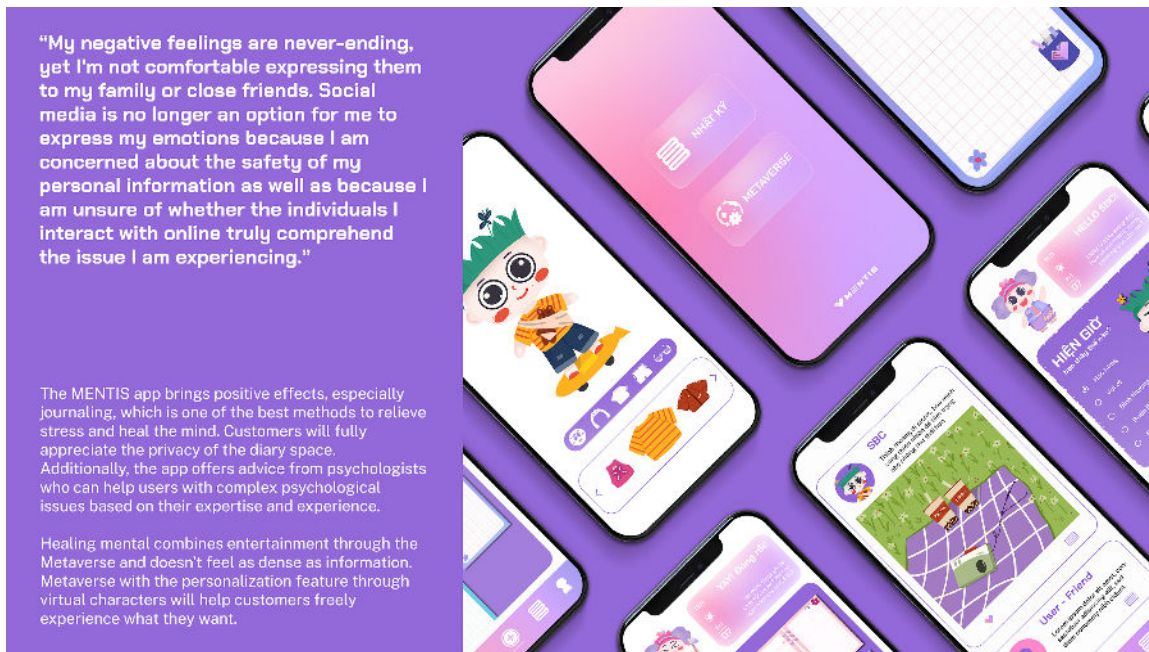 “My negative feelings are never-ending,
yet I'm not comfortable expressing them
to my family or close friends. Social
media is no longer an option for me to
express my emotions because I am
concerned about the safety of my
personal information as well as because I
am unsure of whether the individuals I
interact with online truly comprehend
the issue I am experiencing.”
The MENTIS app brings positive effects, especially
journaling, which is one of the best methods to relieve
stress and heal the mind. Customers will fully
appreciate the privacy of the diary space.
Additionally, the app offers advice from psychologists
who can help users with complex psychological
issues based on their expertise and experience.
Healing mental combines entertainment through the
Metaverse and doesn't feel as dense as information.
Metaverse with the personalization feature through
virtual characters will help customers freely
experience what they want.
NHẬT KÝ
METAVERSE
MENTIS
HELLO SBC!
HIỆN GIỜ
SBC
User - Friend